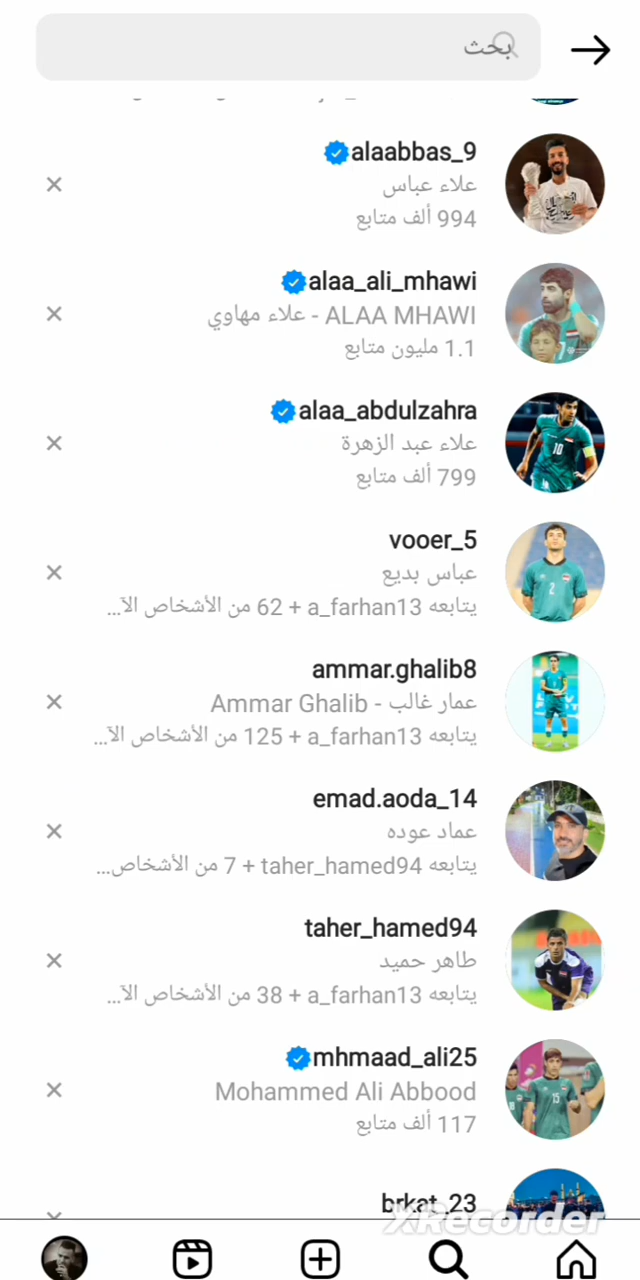 بحث
alaabbas_9
علاء عباس
994 ألف متابع
alaa_ali_mhawi
ALAA MHAWI - علاء مهاوي
1.1 مليون متابع
alaa_abdulzahra
علاء عبد الزهرة
799 ألف متابع
vooer_5
عباس بديع
يتابعه a_farhan13 + 62 من الأشخاص الآ...
ammar.ghalib8
عمار غالب - Ammar Ghalib
يتابعه a_farhan13 + 125 من الأشخاص الآ...
emad.aoda_14
عماد عوده
يتابعه taher_hamed94 + 7 من الأشخاص...
taher_hamed94
طاهر حميد
يتابعه a_farhan13 + 38 من الأشخاص الآ...
mhmaad_ali25
Mohammed Ali Abbood
117 ألف متابع
brkat_23
XRecorder